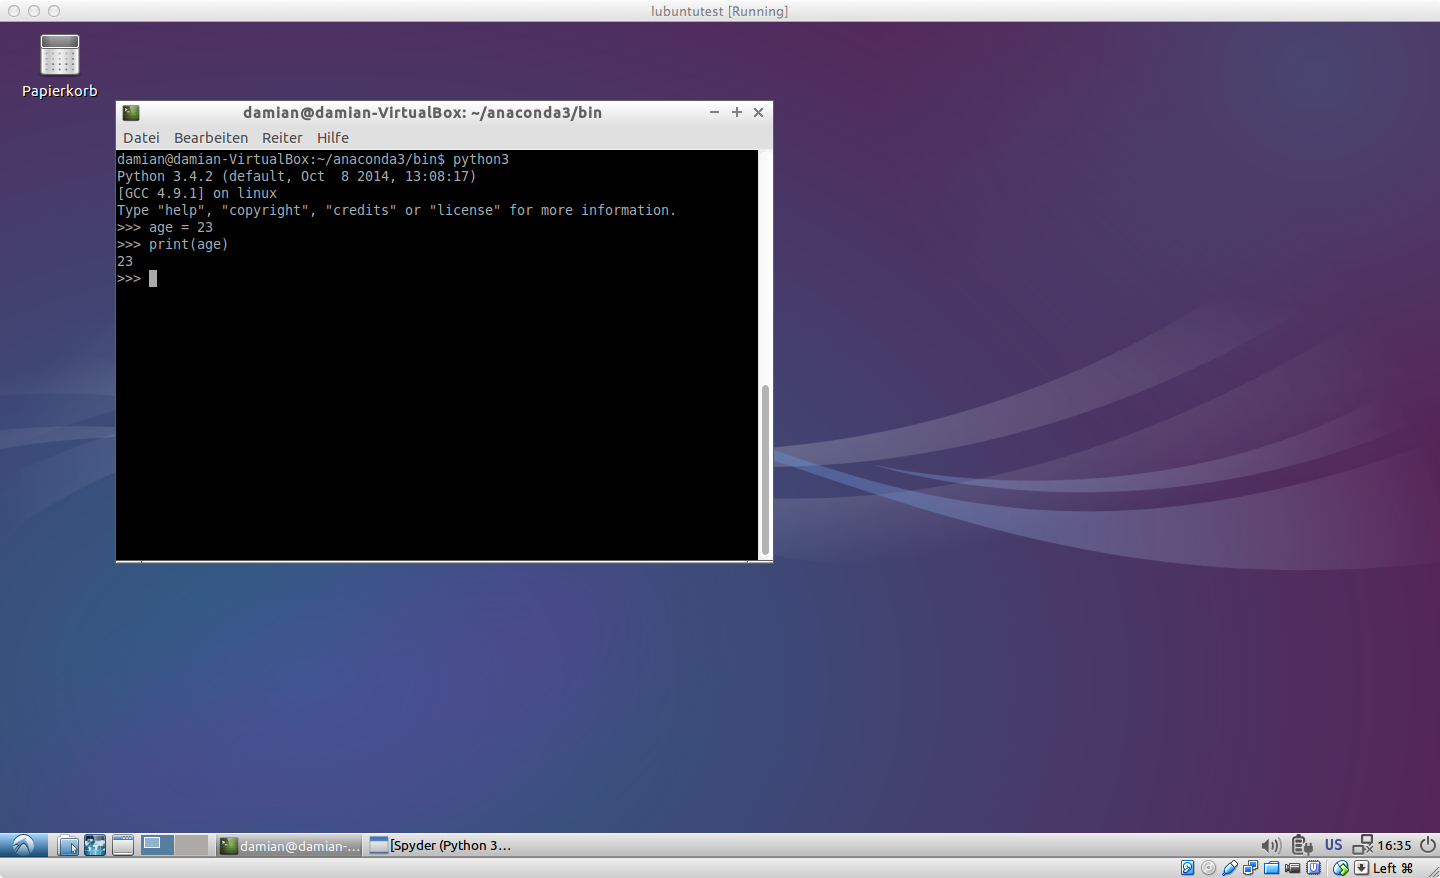 lubuntutest [Running]
Papierkorb
damian@damian-VirtualBox: ~/anaconda3/bin
Datei Bearbeiten Reiter Hilfe
damian@damian-VirtualBox:~/anaconda3/bin$ python3
Python 3.4.2 (default, Oct  8 2014, 13:08:17)
[GCC 4.9.1] on linux
Type "help", "copyright", "credits" or "license" for more information.
>>> age = 23
>>> print(age)
23
>>>
damian@damian-... [Spyder (Python 3... US 16:35
Left ⌘